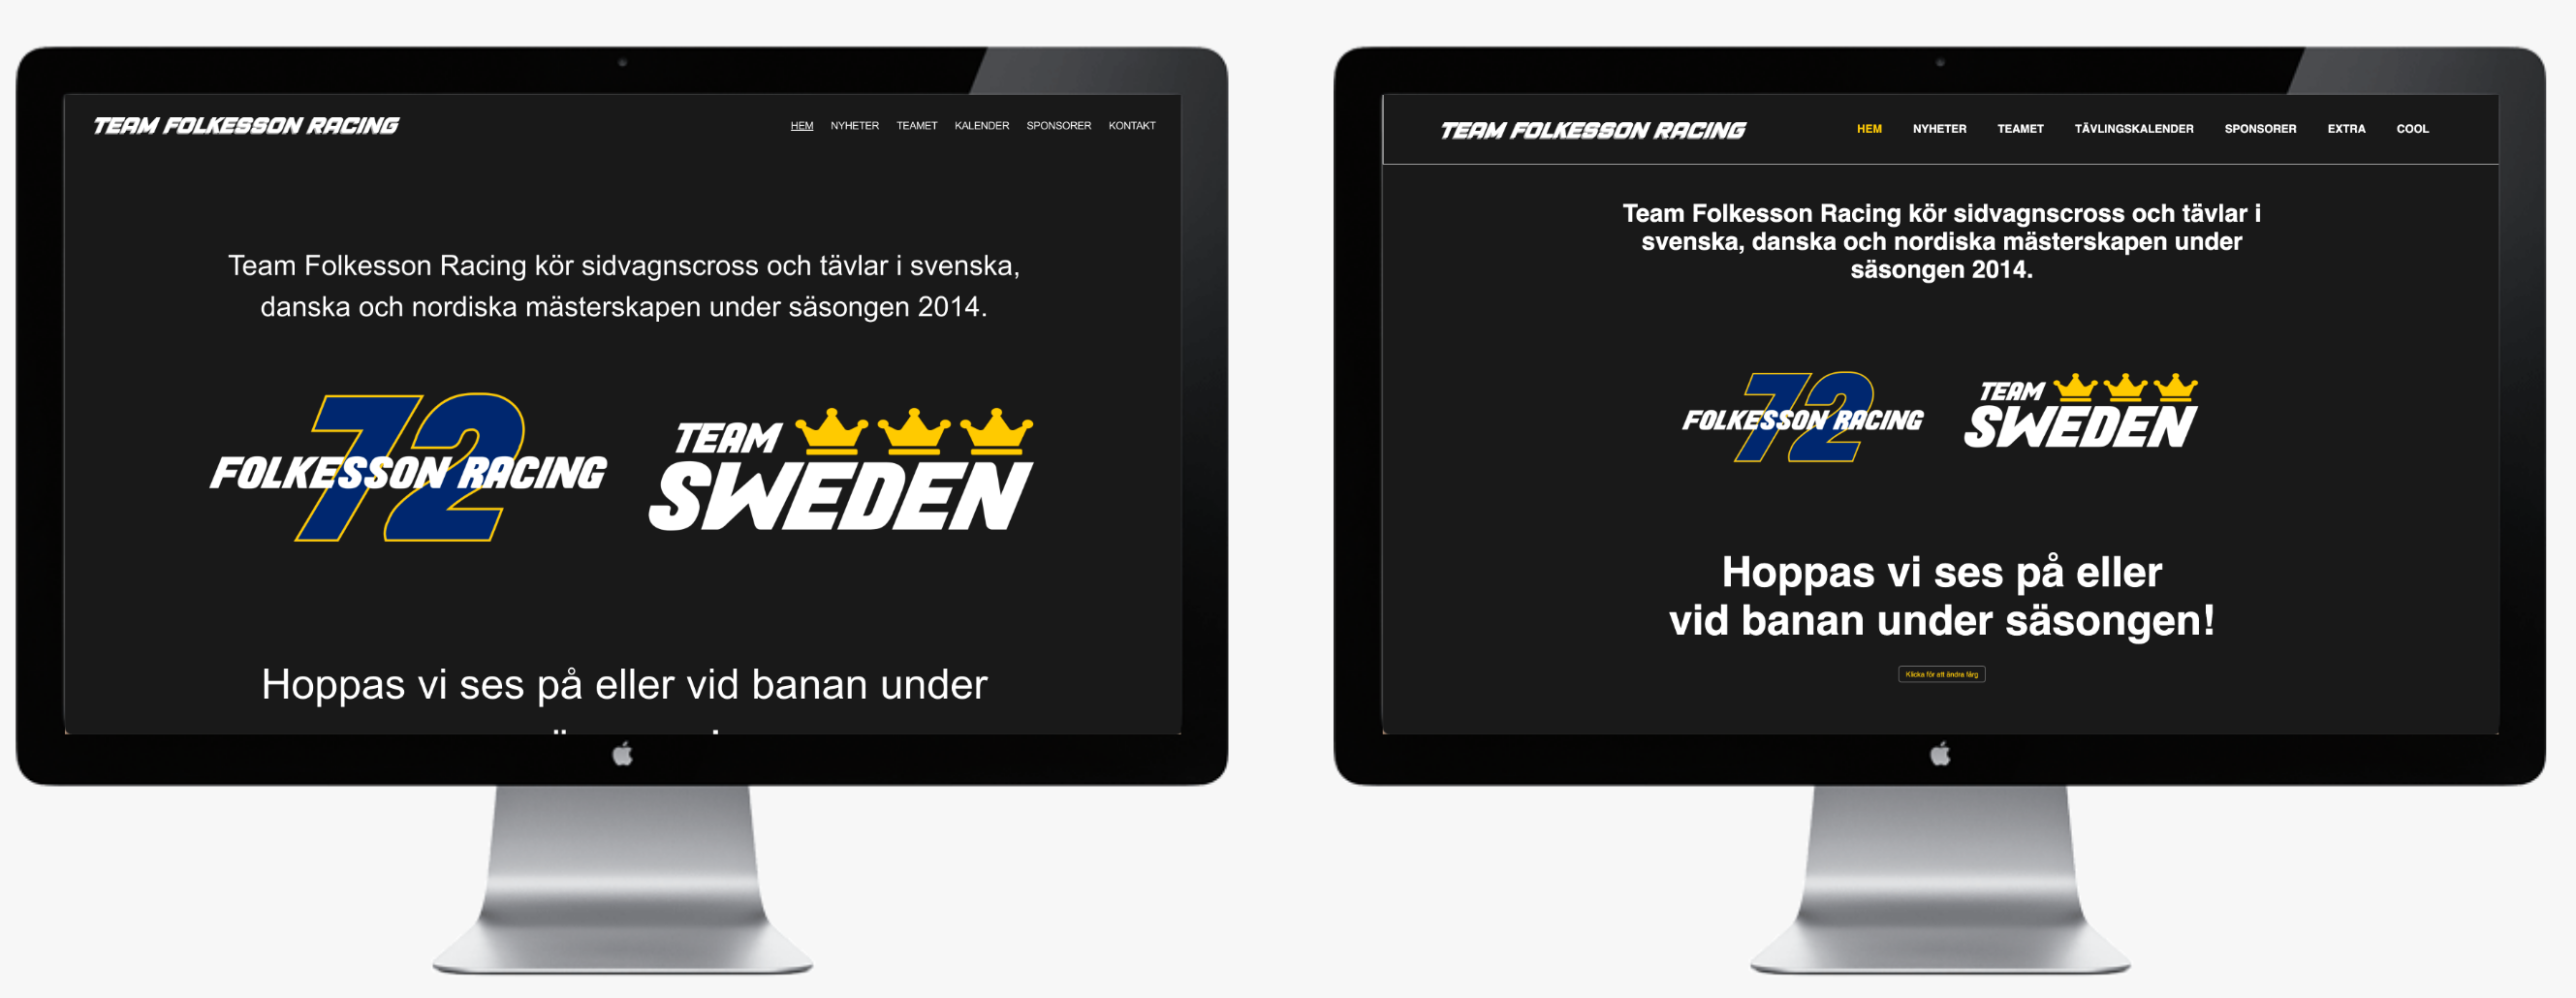 TEAM FOLKESSON RACING
HEM NYHETER TEAMET KALENDER SPONSORER KONTAKT
Team Folkesson Racing kör sidvagnscross och tävlar i svenska,
danska och nordiska mästerskapen under säsongen 2014.
72
FOLKESSON RACING
TEAM
SWEDEN
Hoppas vi ses på eller vid banan under
TEAM FOLKESSON RACING
HEM NYHETER TEAMET TÄVLINGSKALENDER SPONSORER EXTRA COOL
Team Folkesson Racing kör sidvagnscross och tävlar i
svenska, danska och nordiska mästerskapen under
säsongen 2014.
72
FOLKESSON RACING
TEAM
SWEDEN
Hoppas vi ses på eller
vid banan under säsongen!
Klicka för att ändra färg